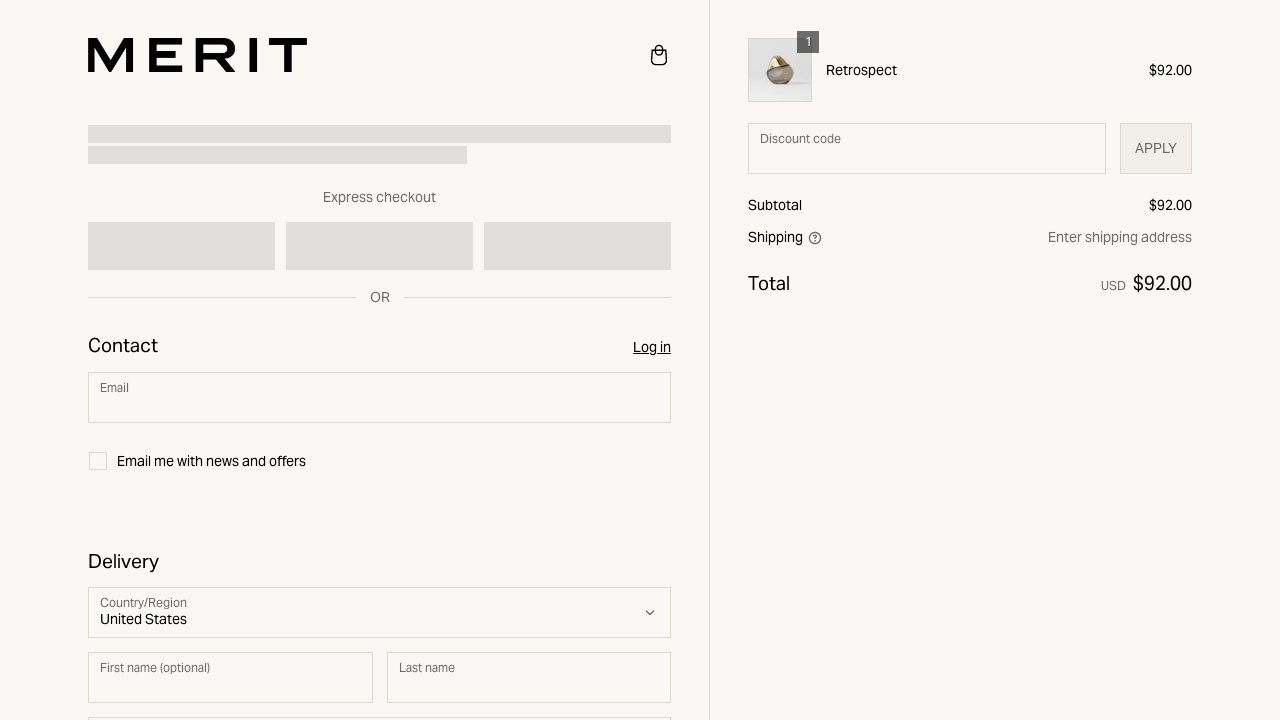 MERIT
Express checkout
OR
Contact
Log in
Email
Email me with news and offers
Delivery
Country/Region
United States
First name (optional)
Last name
1
Retrospect
$92.00
Discount code
APPLY
Subtotal
$92.00
Shipping
Enter shipping address
Total
USD $92.00